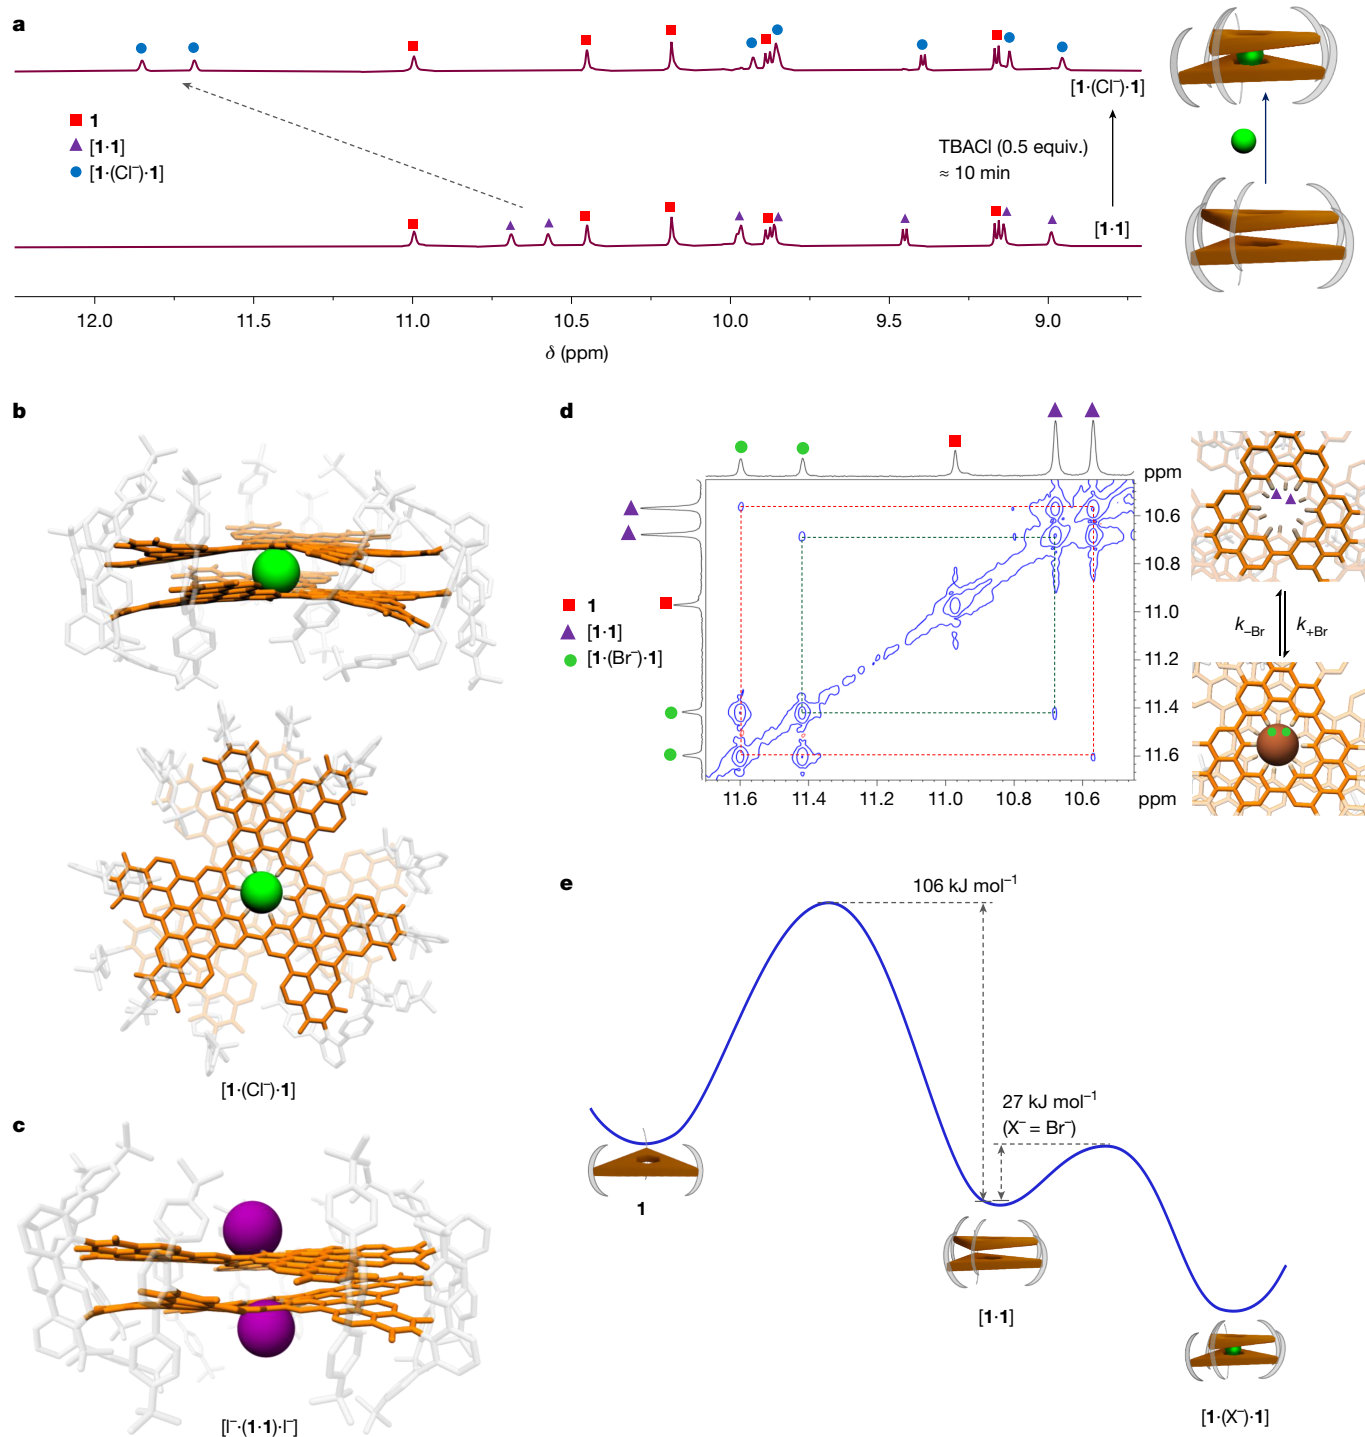 a
[1·(Cl⁻)·1]
1
[1·1]
[1·(Cl⁻)·1]
TBACl (0.5 equiv.)
≈ 10 min
[1·1]
12.0 11.5 11.0 10.5 10.0 9.5 9.0
δ (ppm)
b
[1·(Cl⁻)·1]
c
[I⁻·(1·1)·I⁻]
d
ppm
10.6
10.8
11.0
11.2
11.4
11.6
1
[1·1]
[1·(Br⁻)·1]
11.6 11.4 11.2 11.0 10.8 10.6 ppm
k₋Br k₊Br
e
106 kJ mol⁻¹
27 kJ mol⁻¹
(X⁻ = Br⁻)
1
[1·1]
[1·(X⁻)·1]